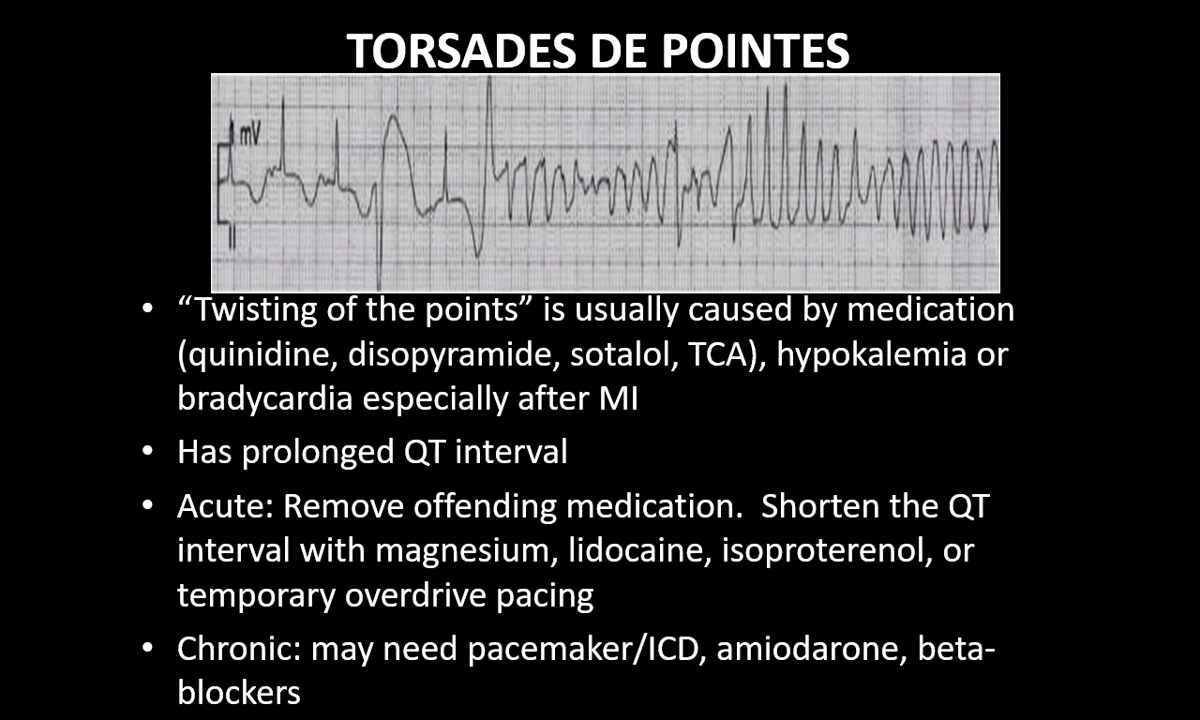 TORSADES DE POINTES
mV
• “Twisting of the points” is usually caused by medication
(quinidine, disopyramide, sotalol, TCA), hypokalemia or
bradycardia especially after MI
• Has prolonged QT interval
• Acute: Remove offending medication.  Shorten the QT
interval with magnesium, lidocaine, isoproterenol, or
temporary overdrive pacing
• Chronic: may need pacemaker/ICD, amiodarone, beta-
blockers